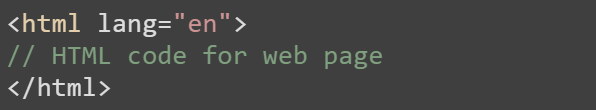 <html lang="en">
// HTML code for web page
</html>